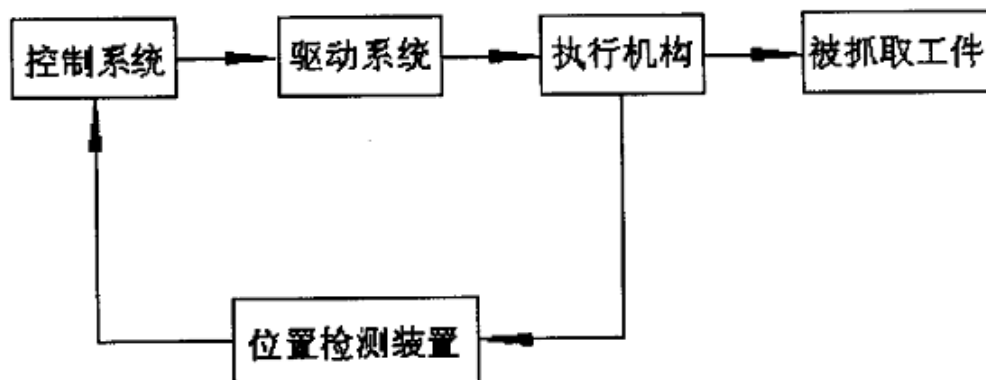 控制系统
驱动系统
执行机构
被抓取工件
位置检测装置